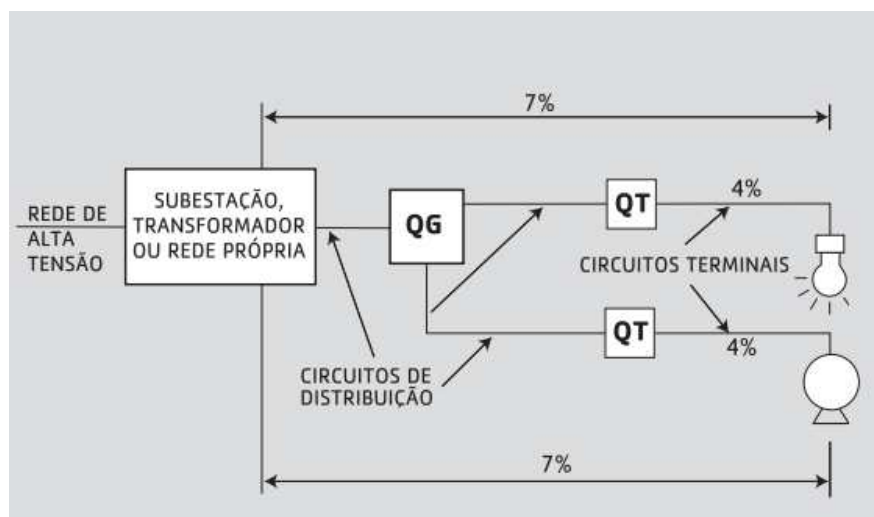 7%
SUBESTAÇÃO,
TRANSFORMADOR
OU REDE PRÓPRIA
REDE DE
ALTA
TENSÃO
QG
QT
4%
CIRCUITOS TERMINAIS
QT
4%
CIRCUITOS DE
DISTRIBUIÇÃO
7%